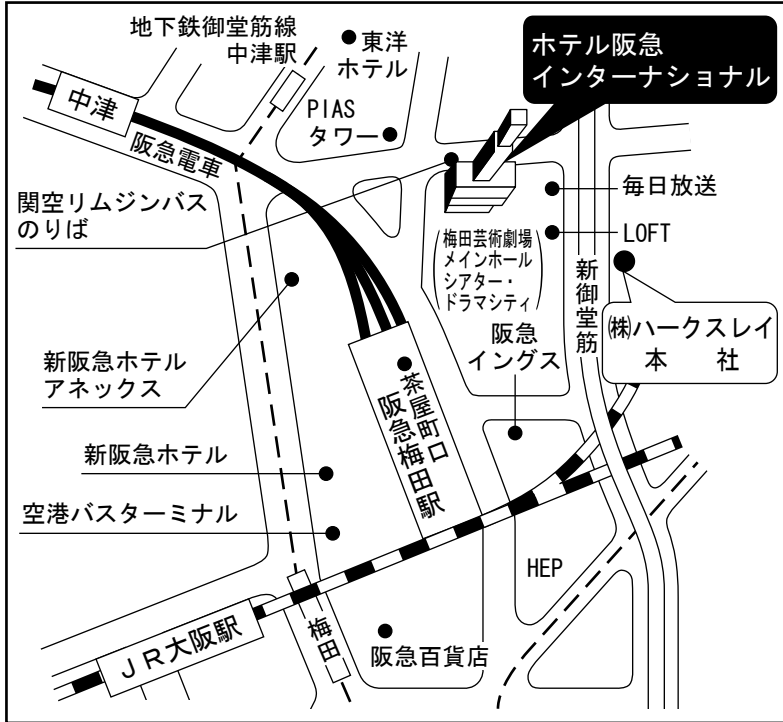 地下鉄御堂筋線
中津駅
東洋
ホテル
ホテル阪急
インターナショナル
中津
PIAS
タワー
阪急電車
関空リムジンバス
のりば
毎日放送
LOFT
梅田芸術劇場
メインホール
シアター・
ドラマシティ
新御堂筋
㈱ハークスレイ
本 社
阪急
イングス
新阪急ホテル
アネックス
茶屋町口
阪急梅田駅
新阪急ホテル
空港バスターミナル
HEP
JR大阪駅
梅田
阪急百貨店